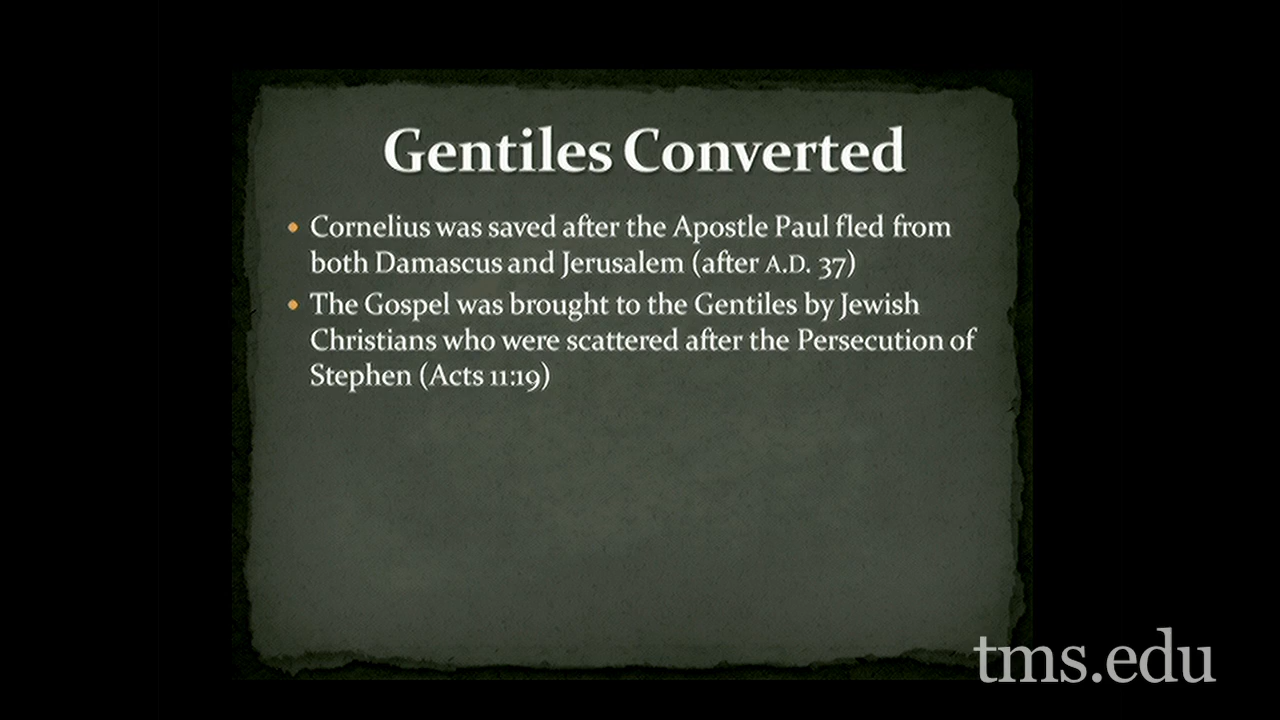 Gentiles Converted
• Cornelius was saved after the Apostle Paul fled from
both Damascus and Jerusalem (after A.D. 37)
• The Gospel was brought to the Gentiles by Jewish
Christians who were scattered after the Persecution of
Stephen (Acts 11:19)
tms.edu